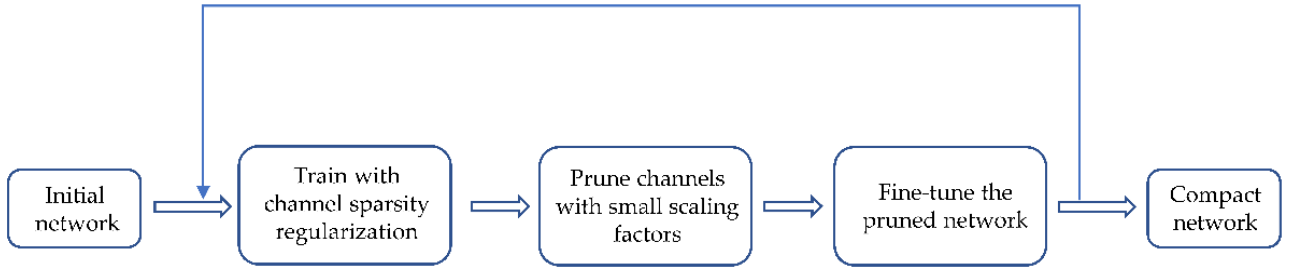 Initial
network
Train with
channel sparsity
regularization
Prune channels
with small scaling
factors
Fine-tune the
pruned network
Compact
network